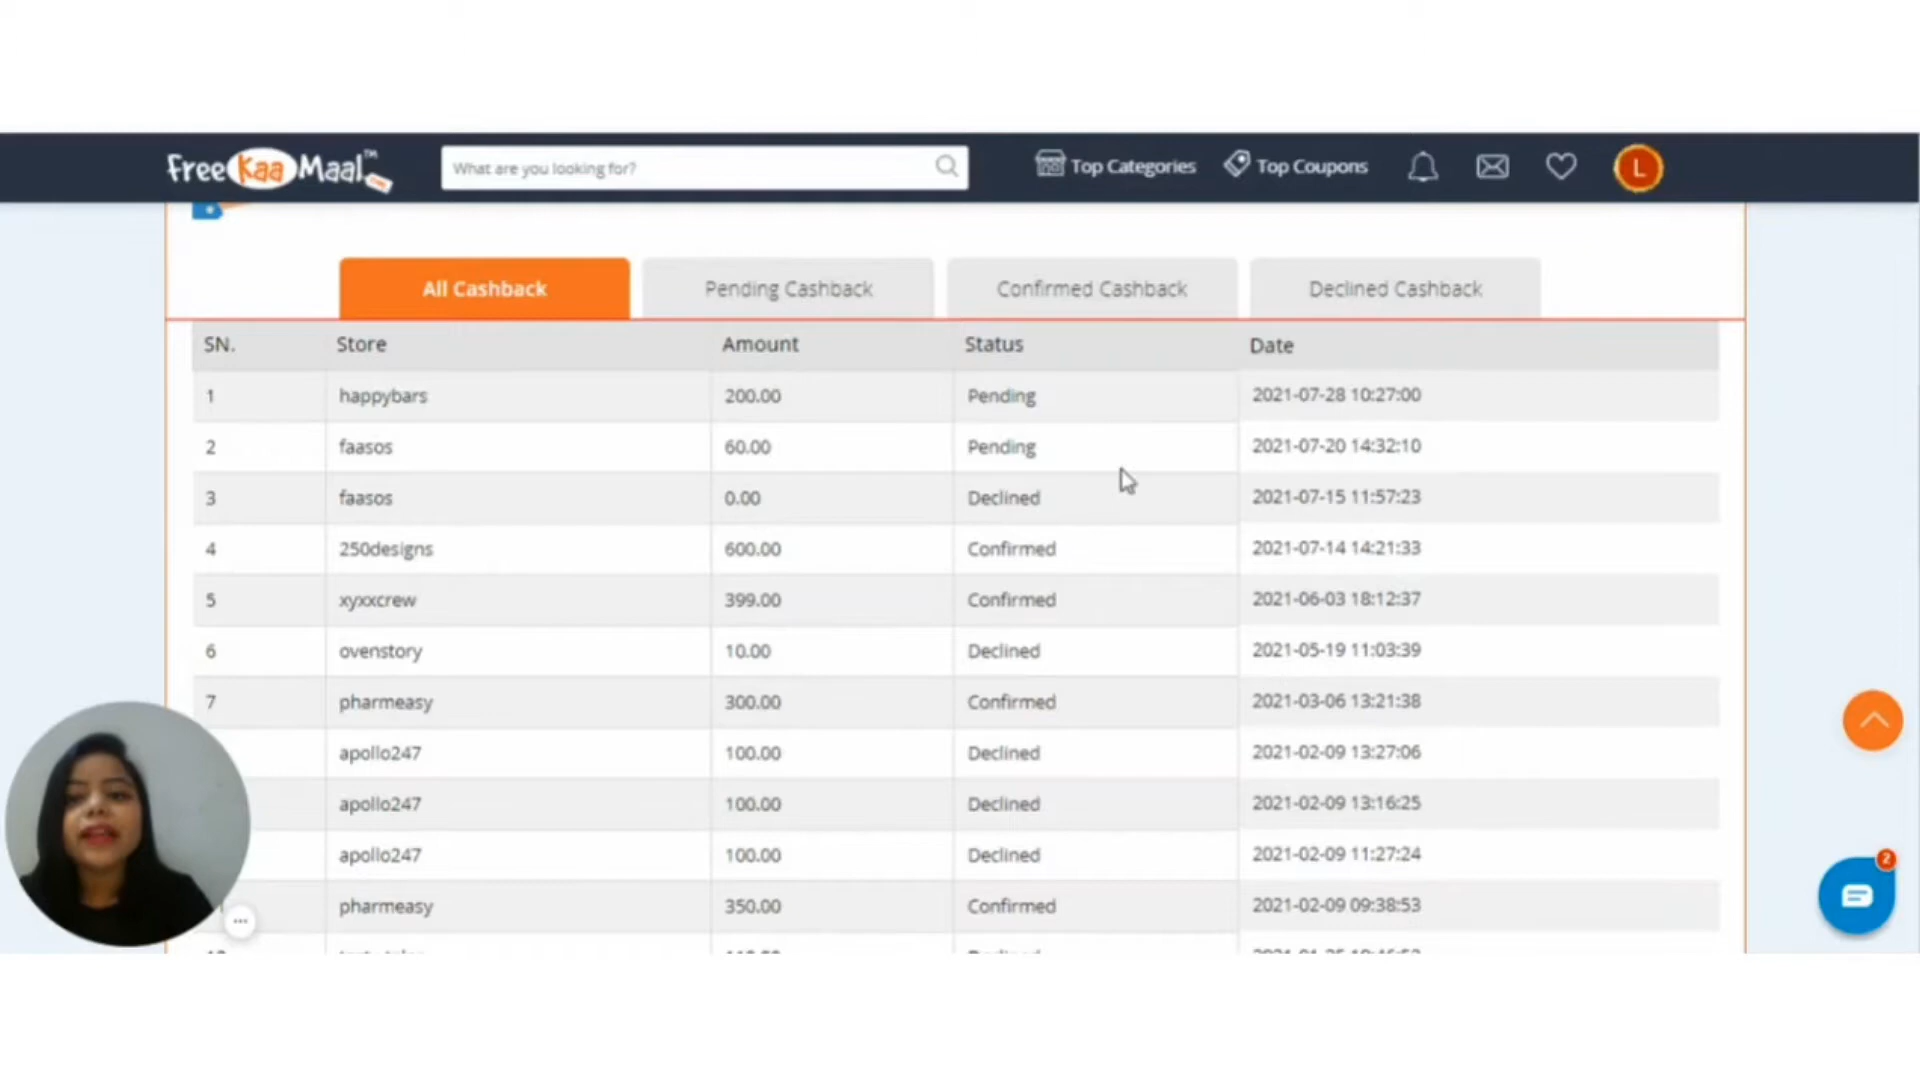 Free Kaa Maal™ What are you looking for? Top Categories Top Coupons L
All Cashback Pending Cashback Confirmed Cashback Declined Cashback
SN. Store Amount Status Date
1 happybars 200.00 Pending 2021-07-28 10:27:00
2 faasos 60.00 Pending 2021-07-20 14:32:10
3 faasos 0.00 Declined 2021-07-15 11:57:23
4 250designs 600.00 Confirmed 2021-07-14 14:21:33
5 xyxxcrew 399.00 Confirmed 2021-06-03 18:12:37
6 ovenstory 10.00 Declined 2021-05-19 11:03:39
7 pharmeasy 300.00 Confirmed 2021-03-06 13:21:38
apollo247 100.00 Declined 2021-02-09 13:27:06
apollo247 100.00 Declined 2021-02-09 13:16:25
apollo247 100.00 Declined 2021-02-09 11:27:24
pharmeasy 350.00 Confirmed 2021-02-09 09:38:53
2